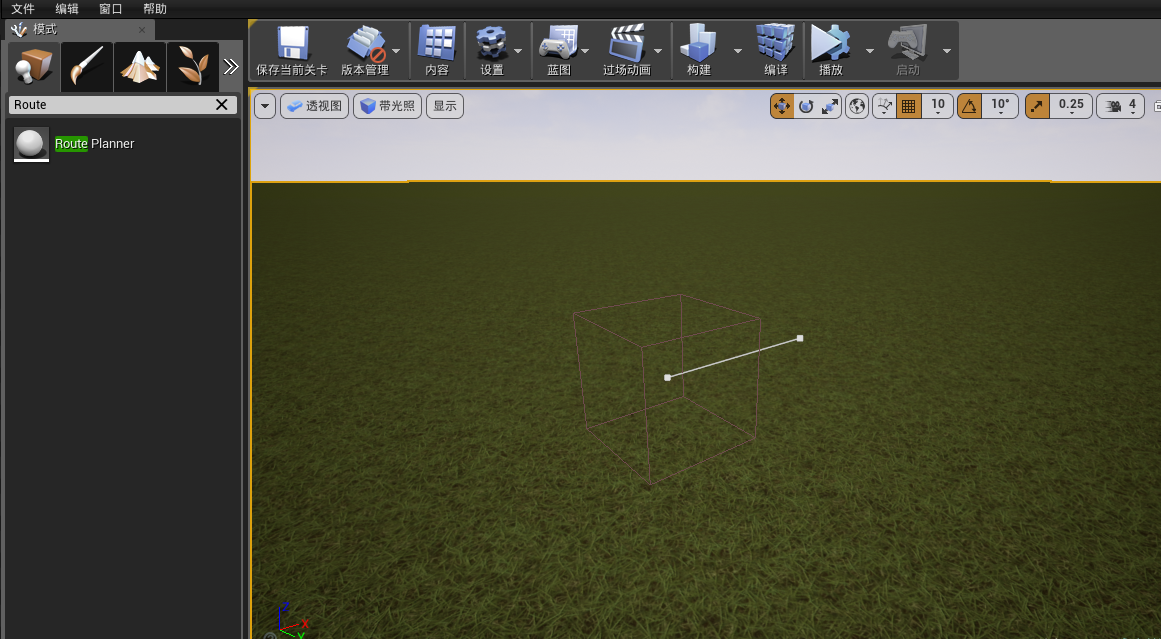 文件 编辑 窗口 帮助
模式
保存当前关卡 版本管理 内容 设置 蓝图 过场动画 构建 编译 播放 启动
Route
透视图 带光照 显示 10 10° 0.25 4
Route Planner
Z
X
Y